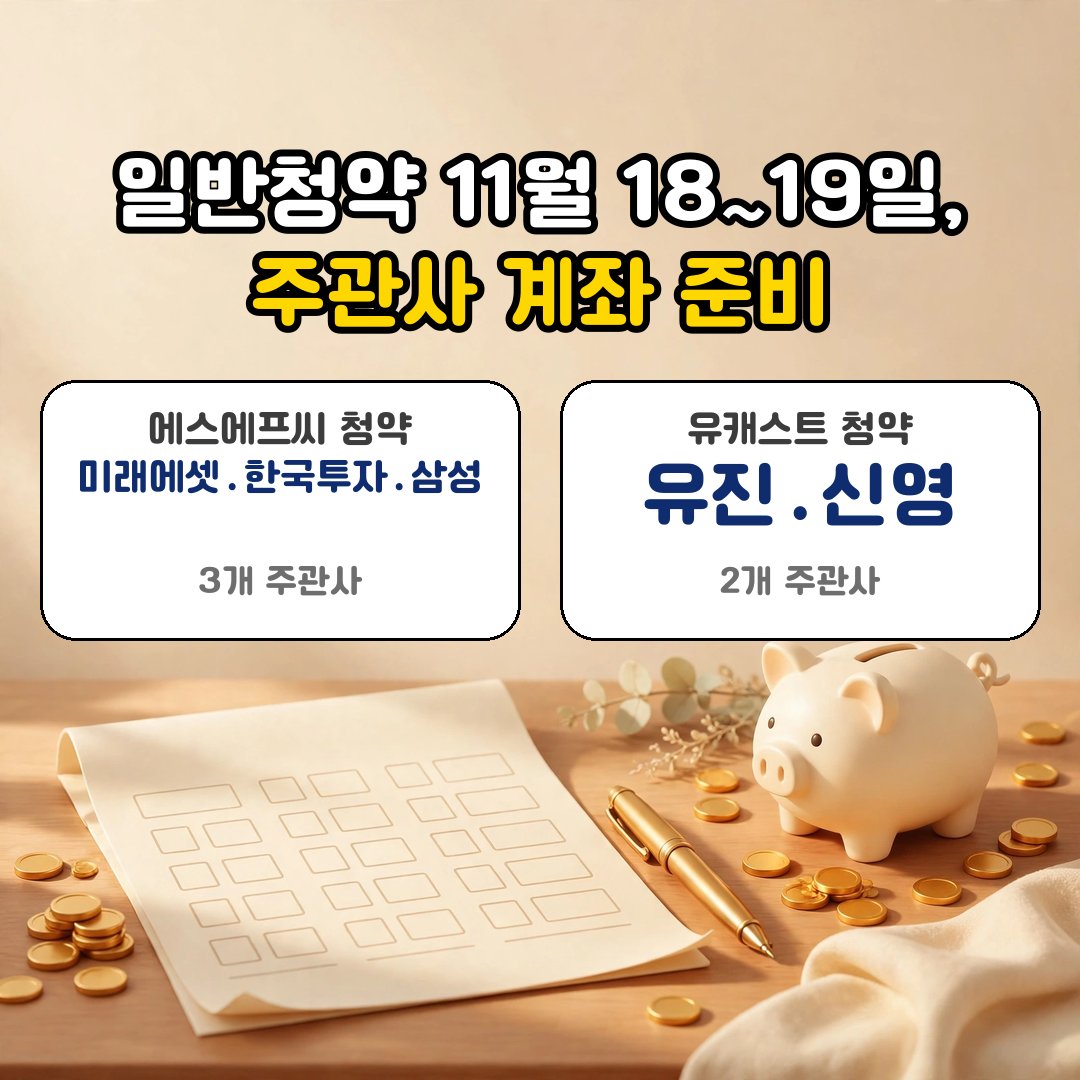 일반청약 11월 18~19일,
주관사 계좌 준비
에스에프씨 청약
미래에셋.한국투자.삼성
3개 주관사
유캐스트 청약
유진.신영
2개 주관사